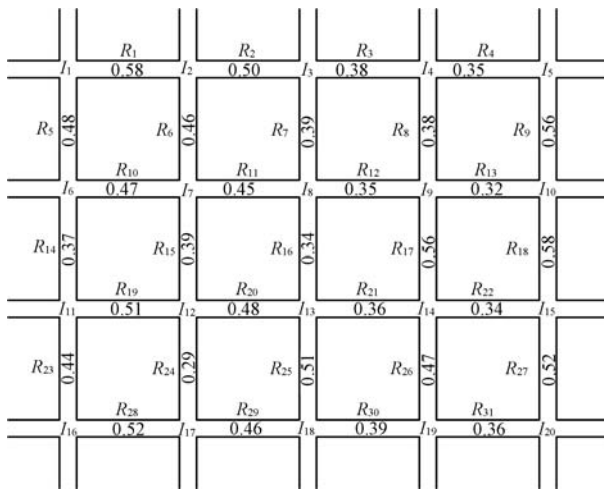 R1 R2 R3 R4
I1 0.58 I2 0.50 I3 0.38 I4 0.35 I5
R5 0.48 R6 0.46 R7 0.39 R8 0.38 R9 0.56
R10 R11 R12 R13
I6 0.47 I7 0.45 I8 0.35 I9 0.32 I10
R14 0.37 R15 0.39 R16 0.34 R17 0.56 R18 0.58
R19 R20 R21 R22
I11 0.51 I12 0.48 I13 0.36 I14 0.34 I15
R23 0.44 R24 0.29 R25 0.51 R26 0.47 R27 0.52
R28 R29 R30 R31
I16 0.52 I17 0.46 I18 0.39 I19 0.36 I20